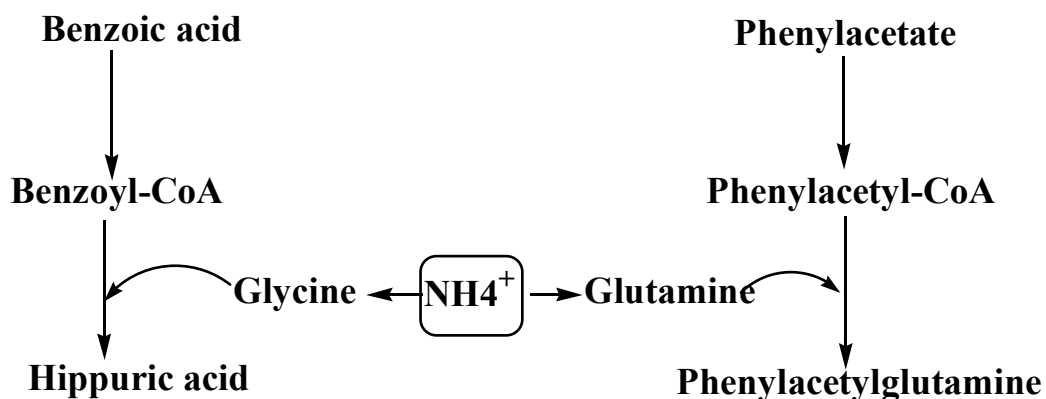 Benzoic acid
Phenylacetate
Benzoyl-CoA
Phenylacetyl-CoA
Glycine
NH4⁺
Glutamine
Hippuric acid
Phenylacetylglutamine